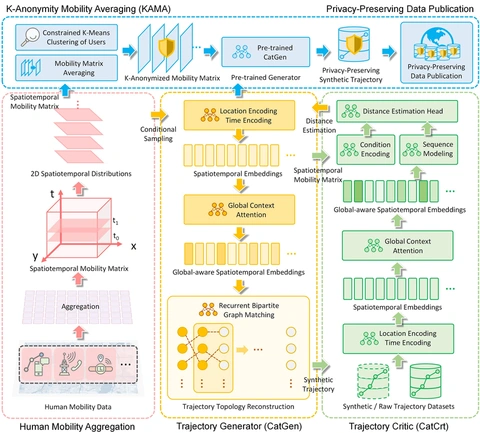 K-Anonymity Mobility Averaging (KAMA)
Privacy-Preserving Data Publication
Constrained K-Means
Clustering of Users
Mobility Matrix
Averaging
K-Anonymized Mobility Matrix
Pre-trained
CatGen
Pre-trained Generator
Privacy-Preserving
Synthetic Trajectory
Privacy-Preserving
Data Publication
Spatiotemporal
Mobility Matrix
2D Spatiotemporal Distributions
t
t₁
t₀
x
y
Spatiotemporal Mobility Matrix
Aggregation
Human Mobility Data
Human Mobility Aggregation
Conditional
Sampling
Location Encoding
Time Encoding
Spatiotemporal Embeddings
Global Context
Attention
Global-aware Spatiotemporal Embeddings
Recurrent Bipartite
Graph Matching
Trajectory Topology Reconstruction
Trajectory Generator (CatGen)
Distance
Estimation
Spatiotemporal
Mobility Matrix
Synthetic
Trajectory
Distance Estimation Head
Condition
Encoding
Sequence
Modeling
Global-aware Spatiotemporal Embeddings
Global Context
Attention
Spatiotemporal Embeddings
Location Encoding
Time Encoding
Synthetic / Raw Trajectory Datasets
Trajectory Critic (CatCrt)